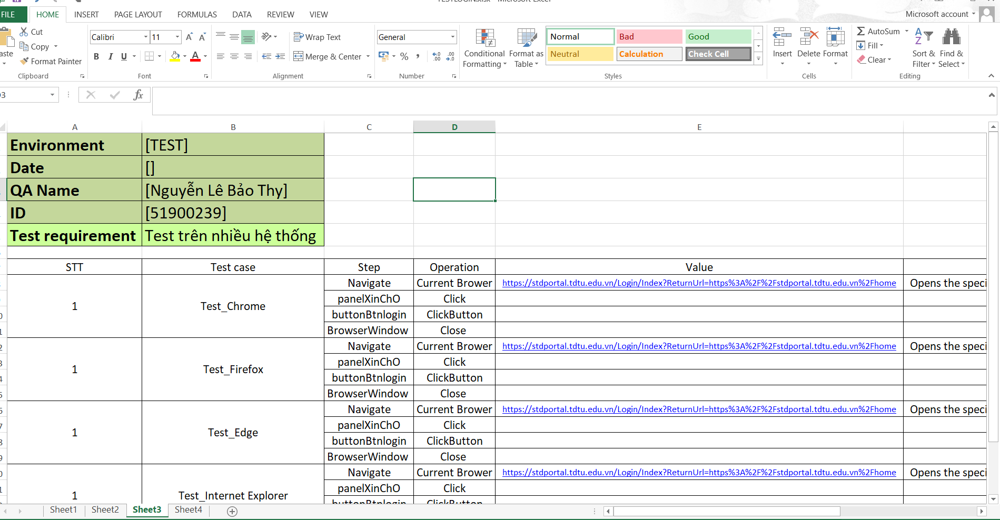 FILE HOME INSERT PAGE LAYOUT FORMULAS DATA REVIEW VIEW Microsoft account
Cut
Copy
Format Painter
Clipboard
Calibri 11
B I U A
Font
Wrap Text
Merge & Center
Alignment
General
%
Number
Conditional Formatting
Format as Table
Normal Bad Good
Neutral Calculation Check Cell
Styles
Insert Delete Format
Cells
AutoSum
Fill
Clear
Sort & Filter
Find & Select
Editing
fx
A B C D E
Environment [TEST]
Date []
QA Name [Nguyễn Lê Bảo Thy]
ID [51900239]
Test requirement Test trên nhiều hệ thống
STT Test case Step Operation Value
1 Test_Chrome
Navigate Current Brower https://stdportal.tdtu.edu.vn/Login/Index?ReturnUrl=https%3A%2F%2Fstdportal.tdtu.edu.vn%2Fhome Opens the speci
panelXinChO Click
buttonBtnlogin ClickButton
BrowserWindow Close
1 Test_Firefox
Navigate Current Brower https://stdportal.tdtu.edu.vn/Login/Index?ReturnUrl=https%3A%2F%2Fstdportal.tdtu.edu.vn%2Fhome Opens the speci
panelXinChO Click
buttonBtnlogin ClickButton
BrowserWindow Close
1 Test_Edge
Navigate Current Brower https://stdportal.tdtu.edu.vn/Login/Index?ReturnUrl=https%3A%2F%2Fstdportal.tdtu.edu.vn%2Fhome Opens the speci
panelXinChO Click
buttonBtnlogin ClickButton
BrowserWindow Close
1 Test_Internet Explorer
Navigate Current Brower https://stdportal.tdtu.edu.vn/Login/Index?ReturnUrl=https%3A%2F%2Fstdportal.tdtu.edu.vn%2Fhome Opens the speci
panelXinChO Click
buttonBtnlogin ClickButton
Sheet1 Sheet2 Sheet3 Sheet4